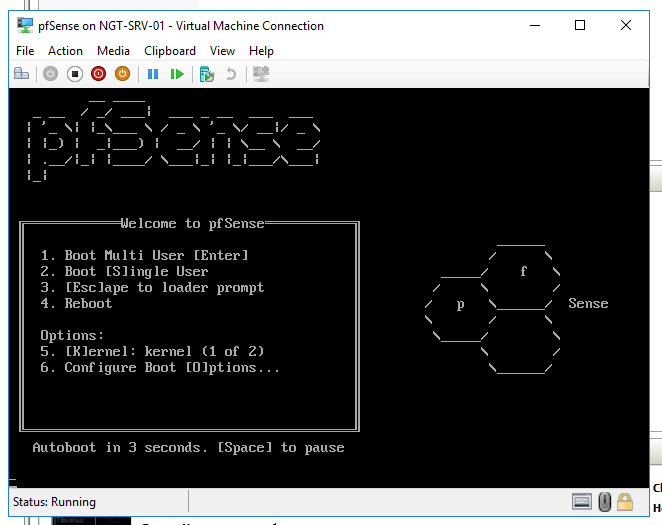 pfSense on NGT-SRV-01 - Virtual Machine Connection
File Action Media View Help
pfSense
Welcome to pfSense
1. Boot Multi User [Enter]
2. Boot [S]ingle User
3. [Esc]ape to loader prompt
4. Reboot
Options:
5. [K]ernel: kernel (1 of 2)
6. Configure Boot [O]ptions...
f
p Sense
Autoboot in 3 seconds. [Space] to pause
Status: Running